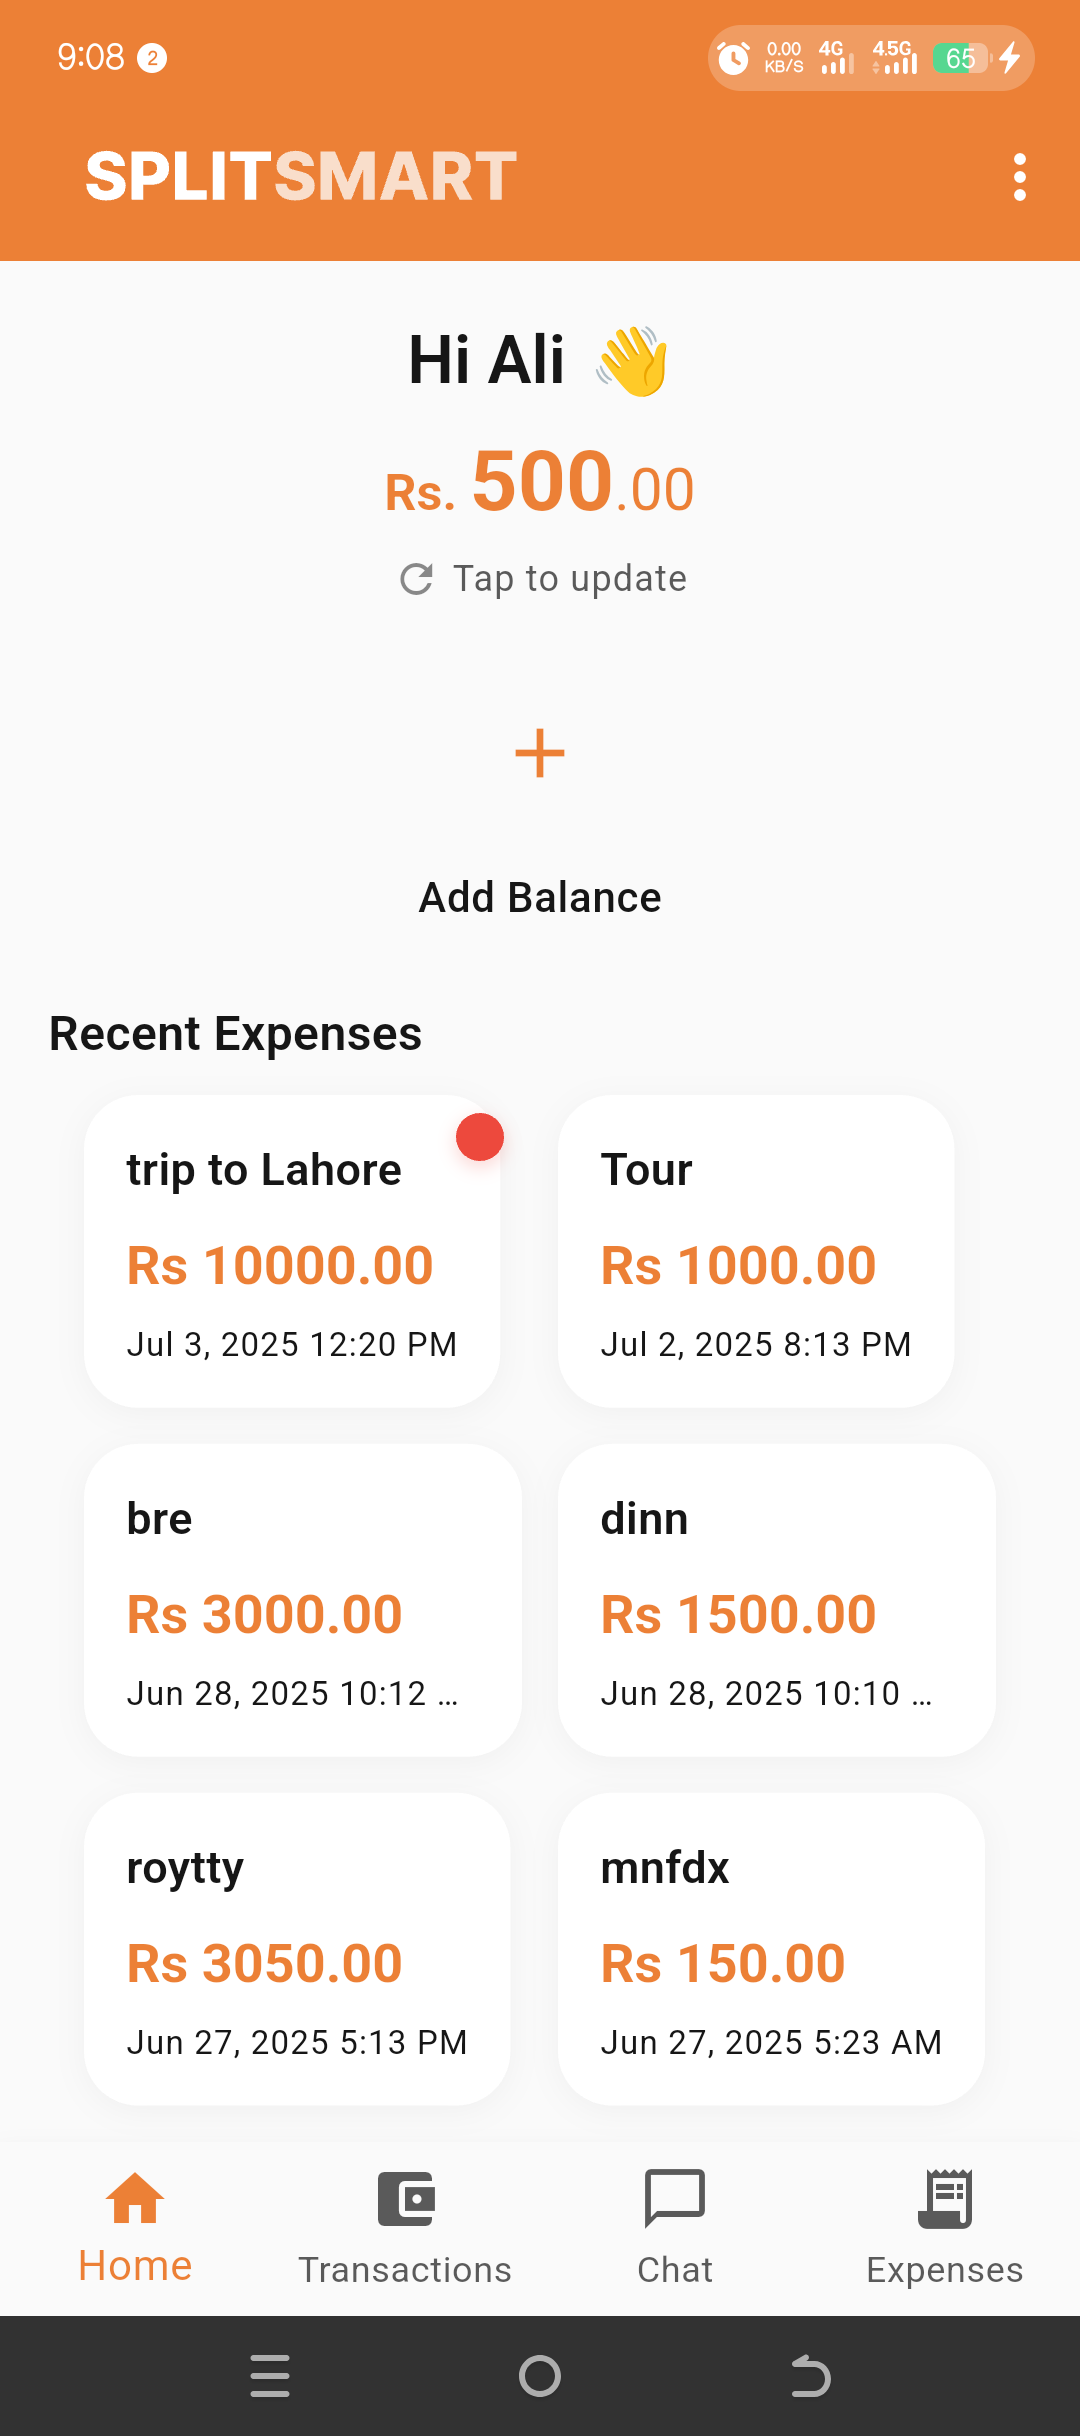 9:08 2 0.00 KB/S 4G 4.5G 65
SPLITSMART
Hi Ali 👋
Rs. 500.00
Tap to update
Add Balance
Recent Expenses
trip to Lahore
Rs 10000.00
Jul 3, 2025 12:20 PM
Tour
Rs 1000.00
Jul 2, 2025 8:13 PM
bre
Rs 3000.00
Jun 28, 2025 10:12 ...
dinn
Rs 1500.00
Jun 28, 2025 10:10 ...
roytty
Rs 3050.00
Jun 27, 2025 5:13 PM
mnfdx
Rs 150.00
Jun 27, 2025 5:23 AM
Home Transactions Chat Expenses